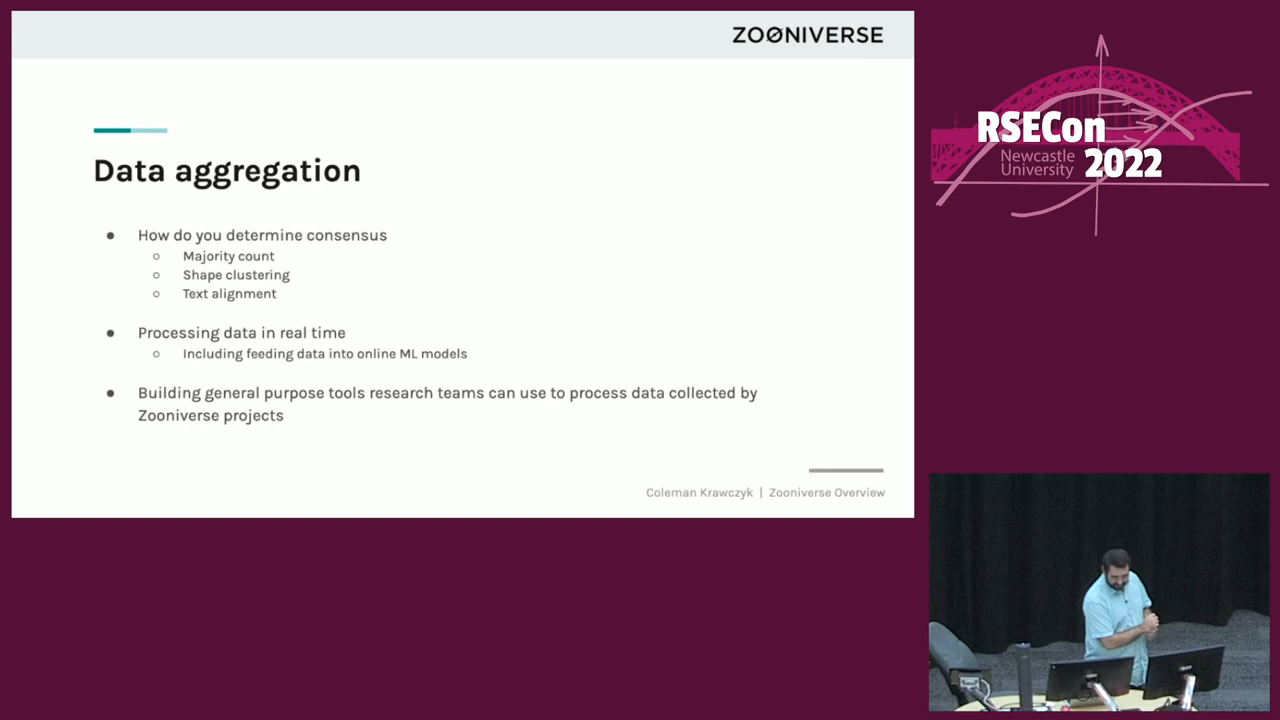 ZOØNIVERSE
Data aggregation
● How do you determine consensus
○ Majority count
○ Shape clustering
○ Text alignment
● Processing data in real time
○ Including feeding data into online ML models
● Building general purpose tools research teams can use to process data collected by
Zooniverse projects
Coleman Krawczyk | Zooniverse Overview
RSECon
Newcastle
University
2022